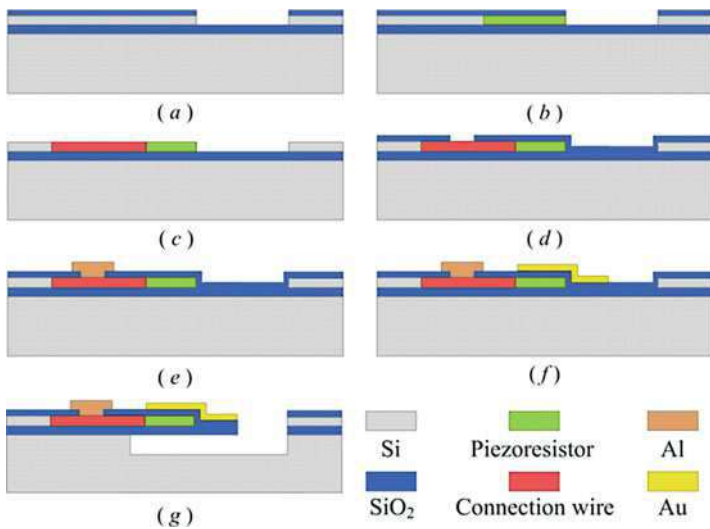 (a)
(b)
(c)
(d)
(e)
(f)
(g)
Si
Piezoresistor
Al
SiO₂
Connection wire
Au